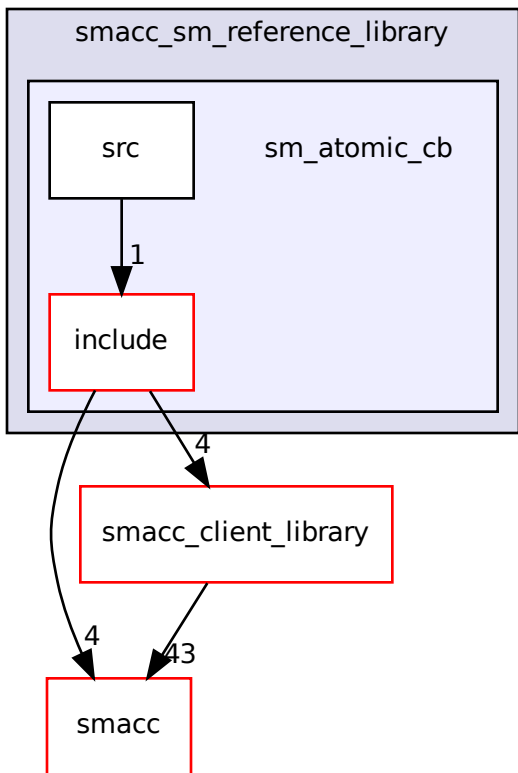 smacc_sm_reference_library
src
sm_atomic_cb
1
include
4
smacc_client_library
4
43
smacc